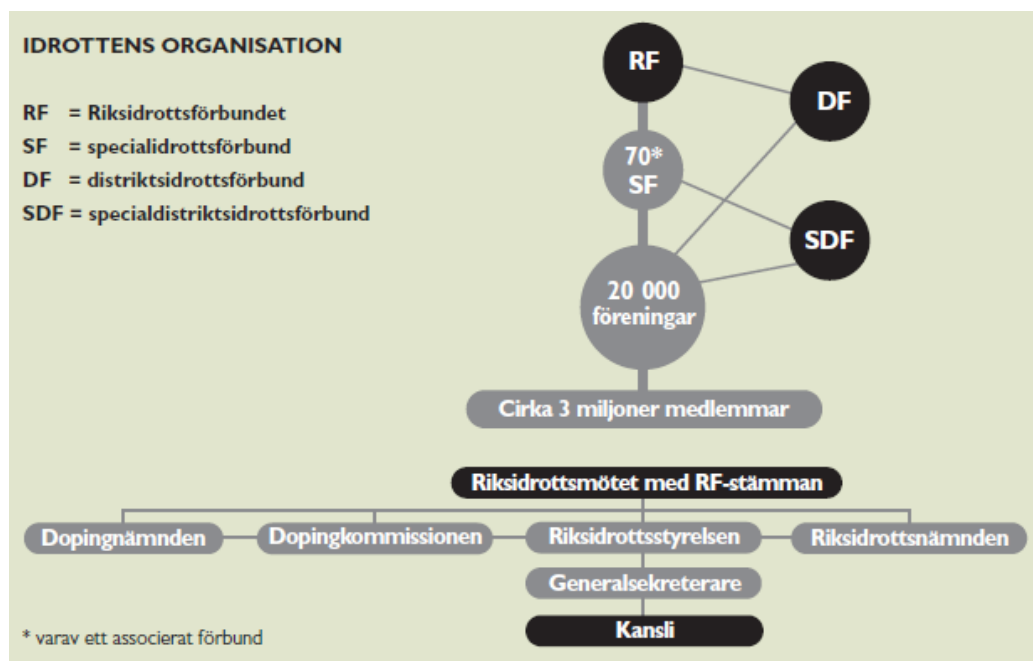 IDROTTENS ORGANISATION
RF = Riksidrottsförbundet
SF = specialidrottsförbund
DF = distriktsidrottsförbund
SDF = specialdistriktsidrottsförbund
RF
DF
70*
SF
SDF
20 000
föreningar
Cirka 3 miljoner medlemmar
Riksidrottsmötet med RF-stämman
Dopingnämnden
Dopingkommissionen
Riksidrottsstyrelsen
Riksidrottsnämnden
Generalsekreterare
Kansli
* varav ett associerat förbund